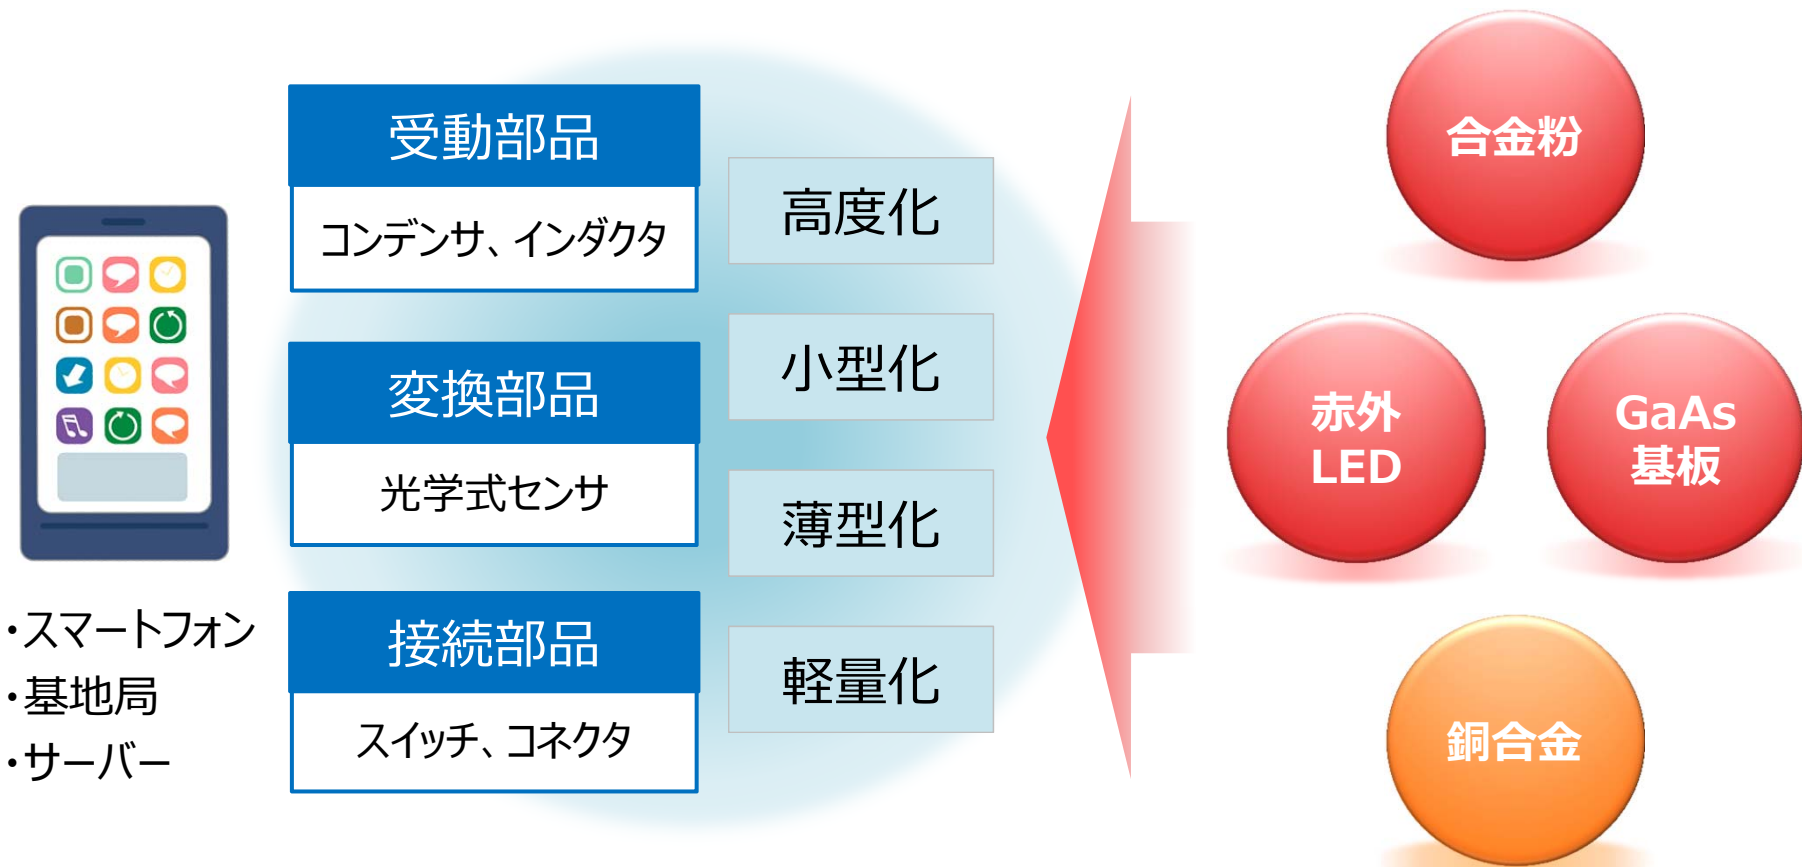 ・スマートフォン
・基地局
・サーバー
受動部品
コンデンサ、インダクタ
変換部品
光学式センサ
接続部品
スイッチ、コネクタ
高度化
小型化
薄型化
軽量化
合金粉
赤外
LED
GaAs
基板
銅合金